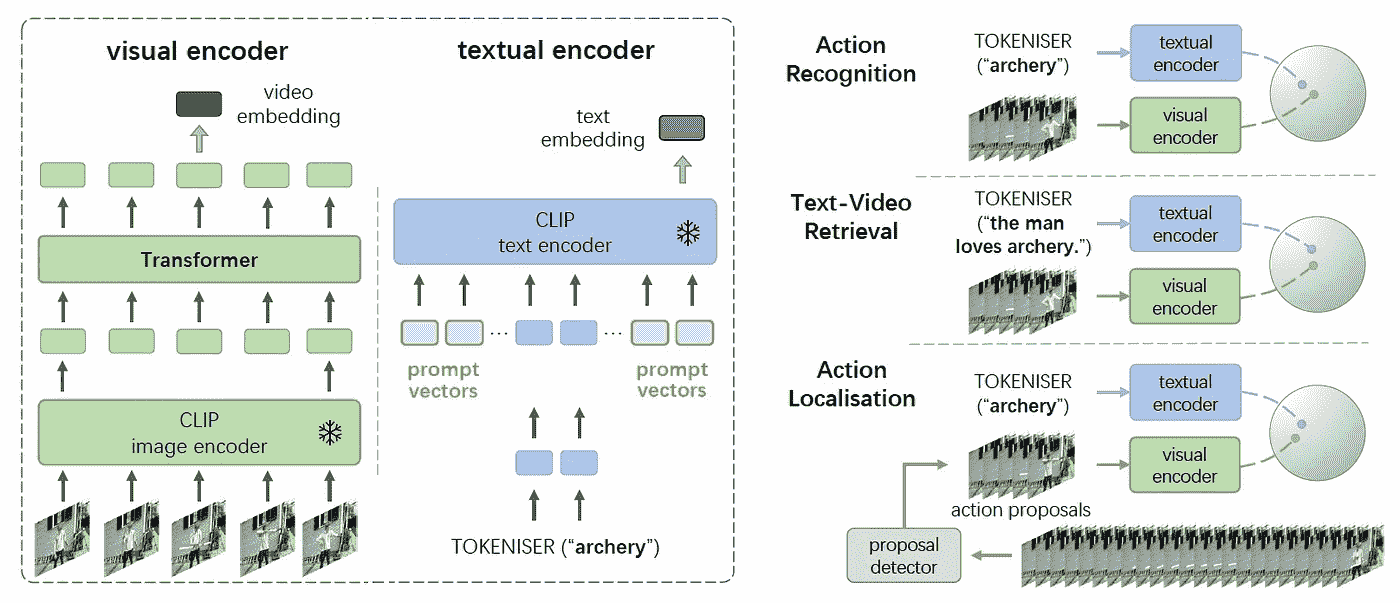 visual encoder
video
embedding
Transformer
CLIP
image encoder
textual encoder
text
embedding
CLIP
text encoder
... ...
prompt
vectors
prompt
vectors
TOKENISER (“archery”)
Action
Recognition
TOKENISER
(“archery”)
textual
encoder
visual
encoder
Text-Video
Retrieval
TOKENISER
(“the man
loves archery.”)
textual
encoder
visual
encoder
Action
Localisation
TOKENISER
(“archery”)
textual
encoder
visual
encoder
action proposals
proposal
detector